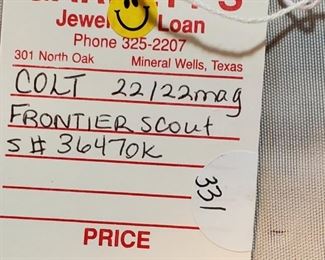 Jewel Loan
Phone 325-2207
301 North Oak Mineral Wells, Texas
COLT 22/22mag
FRONTIER SCOUT
S# 36470K
331
PRICE